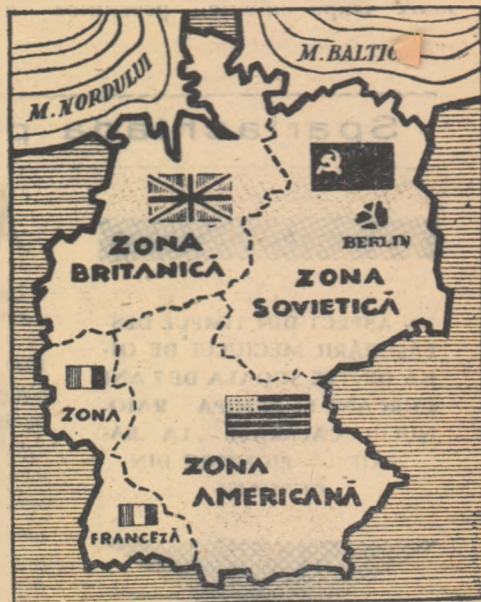 M. NORDULUI
M. BALTIC
BERLIN
ZONA
BRITANICĂ
ZONA
SOVIETICĂ
ZONA
ZONA
AMERICANĂ
FRANCEZĂ